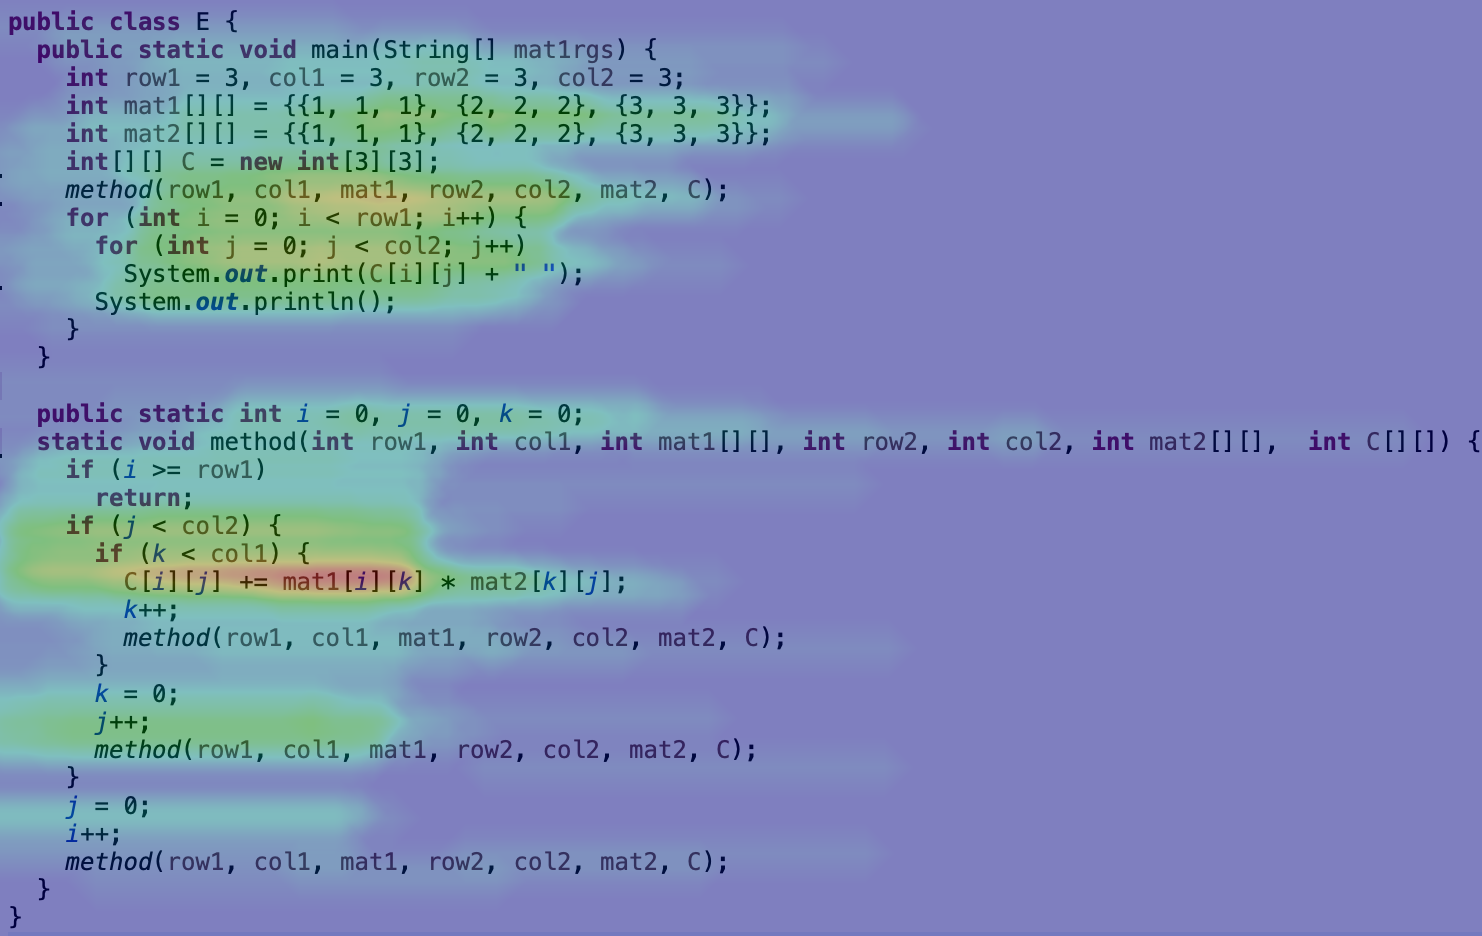 public class E {
public static void main(String[] mat1rgs) {
int row1 = 3, col1 = 3, row2 = 3, col2 = 3;
int mat1[][] = {{1, 1, 1}, {2, 2, 2}, {3, 3, 3}};
int mat2[][] = {{1, 1, 1}, {2, 2, 2}, {3, 3, 3}};
int[][] C = new int[3][3];
method(row1, col1, mat1, row2, col2, mat2, C);
for (int i = 0; i < row1; i++) {
for (int j = 0; j < col2; j++)
System.out.print(C[i][j] + " ");
System.out.println();
}
}
public static int i = 0, j = 0, k = 0;
static void method(int row1, int col1, int mat1[][], int row2, int col2, int mat2[][],  int C[][]) {
if (i >= row1)
return;
if (j < col2) {
if (k < col1) {
C[i][j] += mat1[i][k] * mat2[k][j];
k++;
method(row1, col1, mat1, row2, col2, mat2, C);
}
k = 0;
j++;
method(row1, col1, mat1, row2, col2, mat2, C);
}
j = 0;
i++;
method(row1, col1, mat1, row2, col2, mat2, C);
}
}